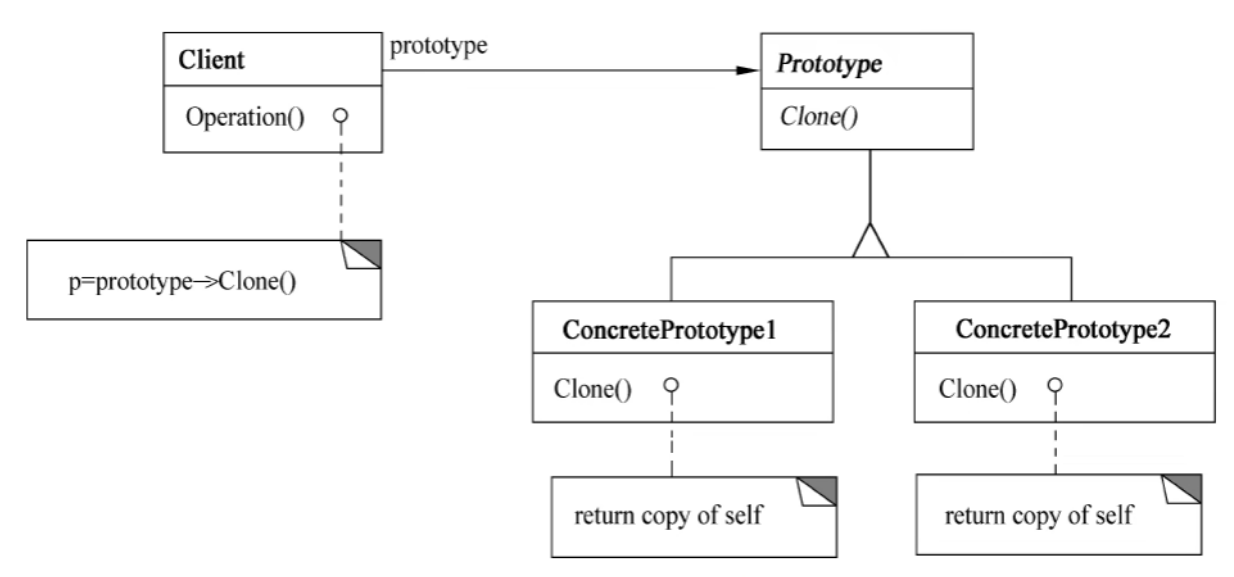 Client
prototype
Prototype
Operation()
Clone()
p=prototype->Clone()
ConcretePrototype1
ConcretePrototype2
Clone()
Clone()
return copy of self
return copy of self